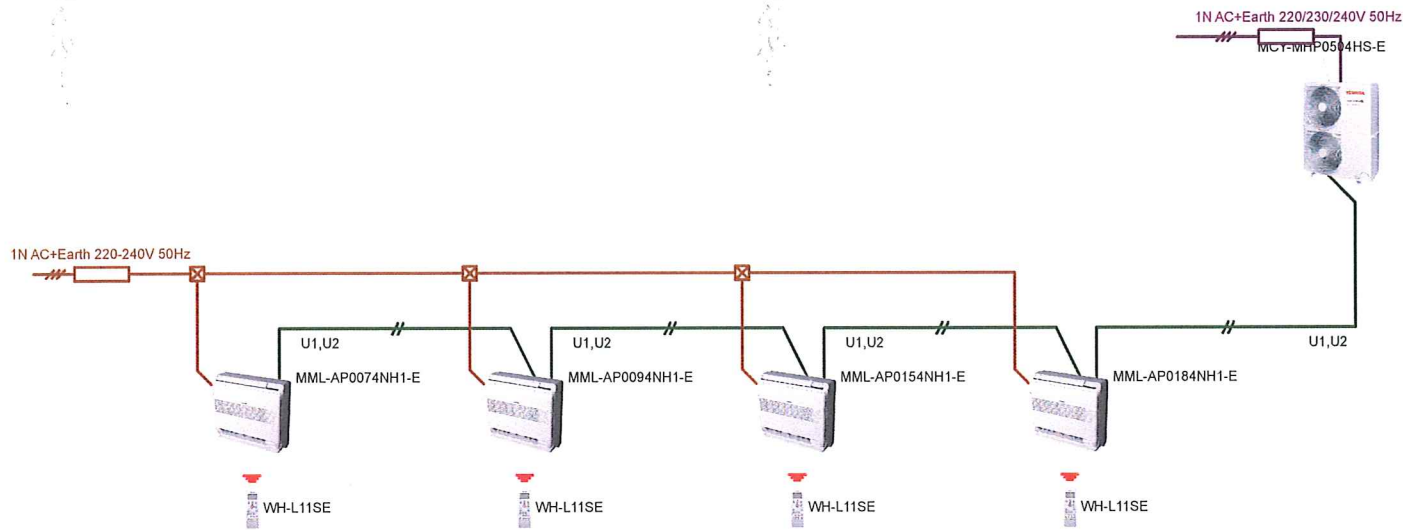 1N AC+Earth 220/230/240V 50Hz
MCY-MHP0504HS-E
TOSHIBA
1N AC+Earth 220-240V 50Hz
U1,U2
U1,U2
U1,U2
U1,U2
MML-AP0074NH1-E
MML-AP0094NH1-E
MML-AP0154NH1-E
MML-AP0184NH1-E
WH-L11SE
WH-L11SE
WH-L11SE
WH-L11SE